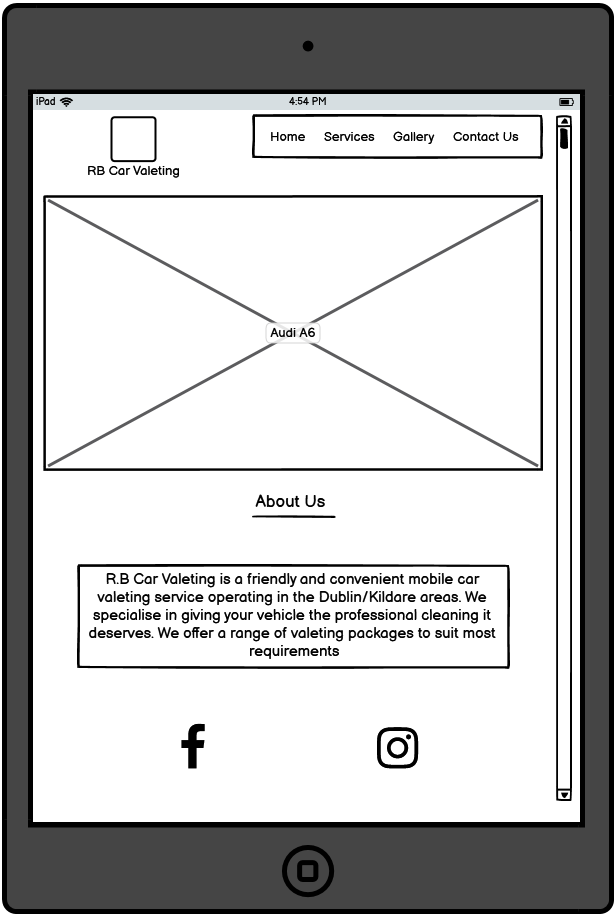 iPad 4:54 PM
Home Services Gallery Contact Us
RB Car Valeting
Audi A6
About Us
R.B Car Valeting is a friendly and convenient mobile car
valeting service operating in the Dublin/Kildare areas. We
specialise in giving your vehicle the professional cleaning it
deserves. We offer a range of valeting packages to suit most
requirements